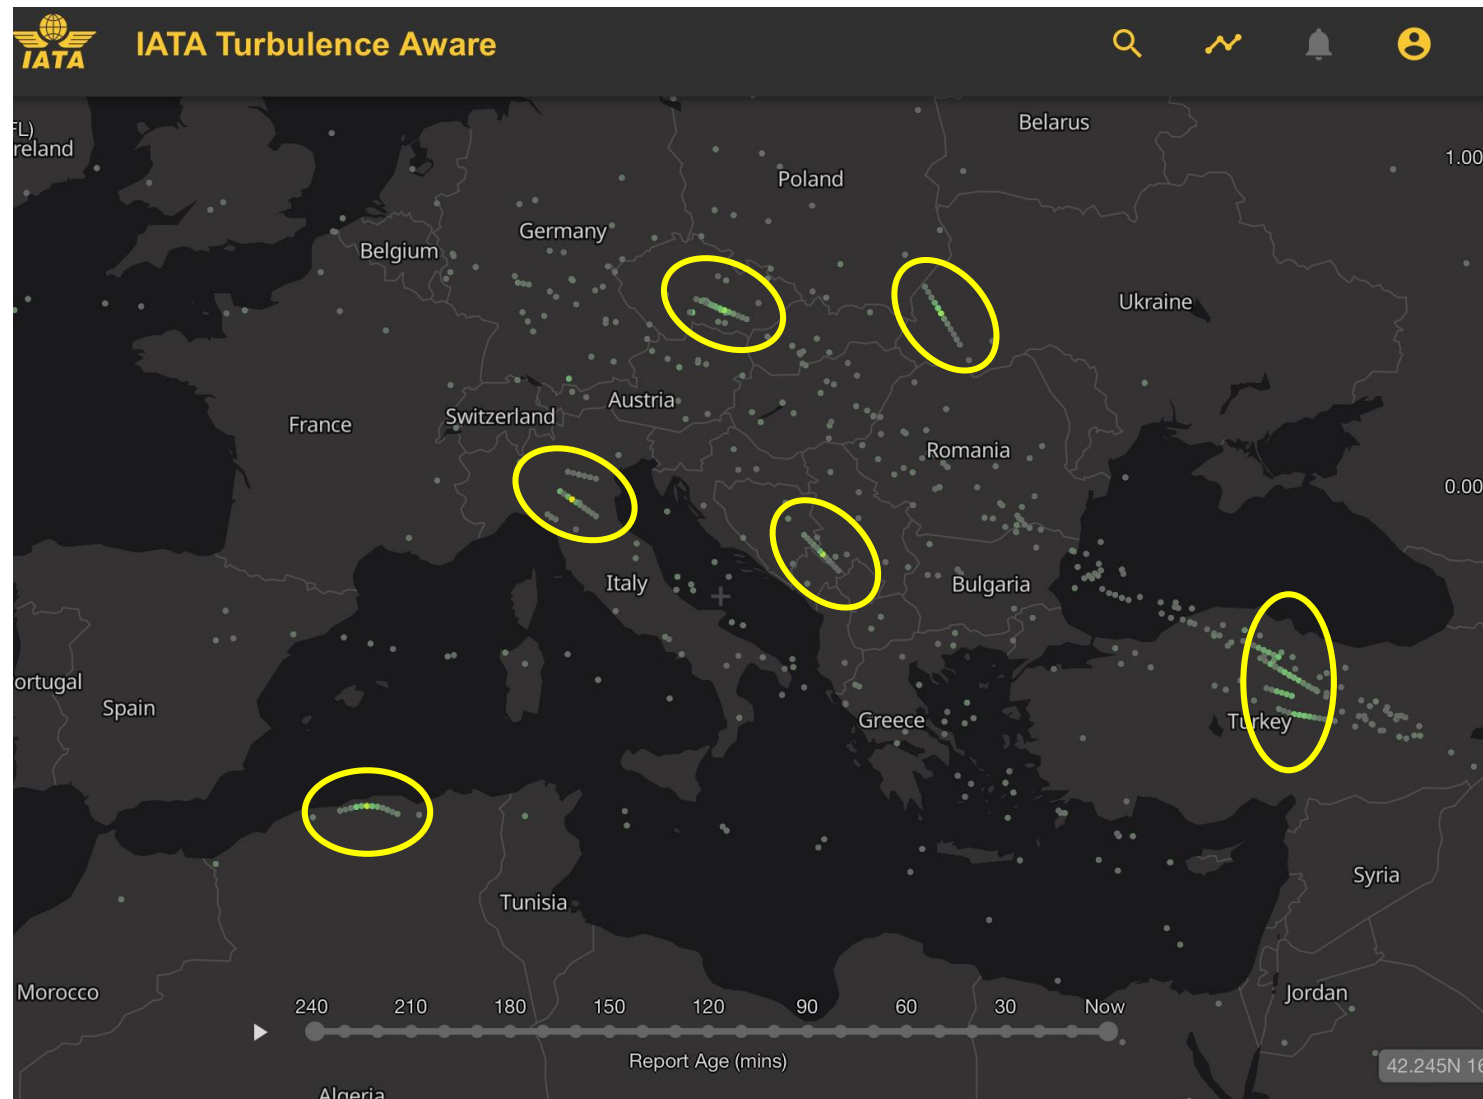 IATA
IATA Turbulence Aware
FL)
reland
Belarus
1.00
Poland
Germany
Belgium
Ukraine
Austria
Switzerland
France
Romania
0.00
Italy
Bulgaria
ortugal
Spain
Greece
Turkey
Syria
Tunisia
Morocco
Jordan
240 210 180 150 120 90 60 30 Now
Report Age (mins)
42.245N 16
Algeria